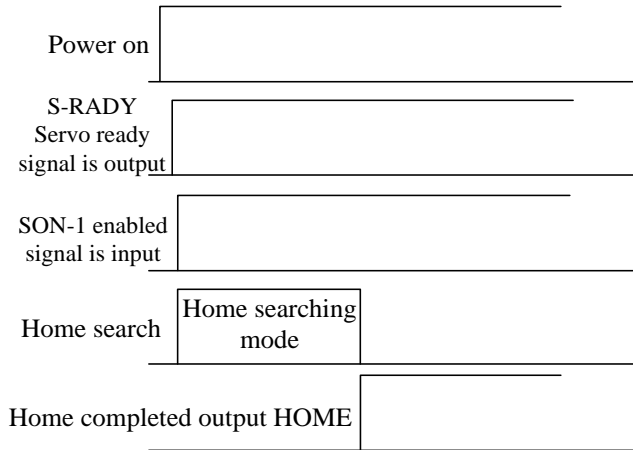 Power on
S-RADY
Servo ready
signal is output
SON-1 enabled
signal is input
Home search
Home searching
mode
Home completed output HOME